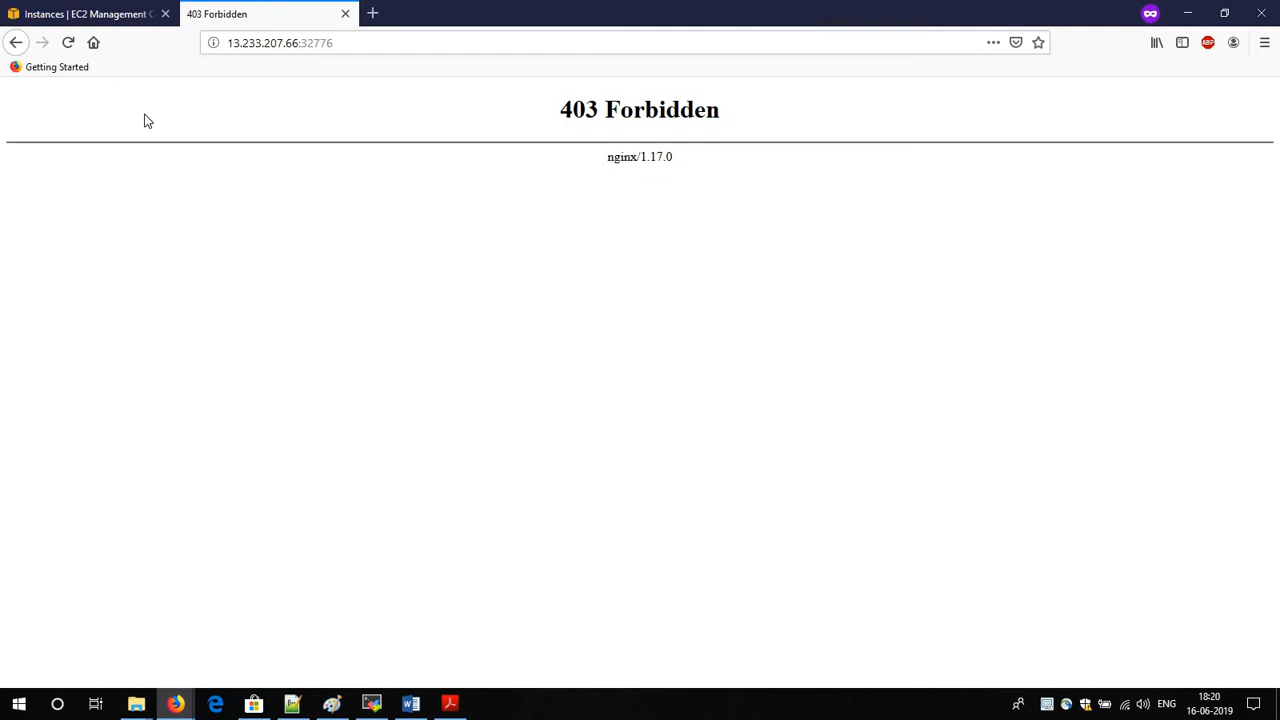 Instances | EC2 Management C
403 Forbidden
13.233.207.66:32776
ABP
Getting Started
403 Forbidden
nginx/1.17.0
ENG
18:20
16-06-2019